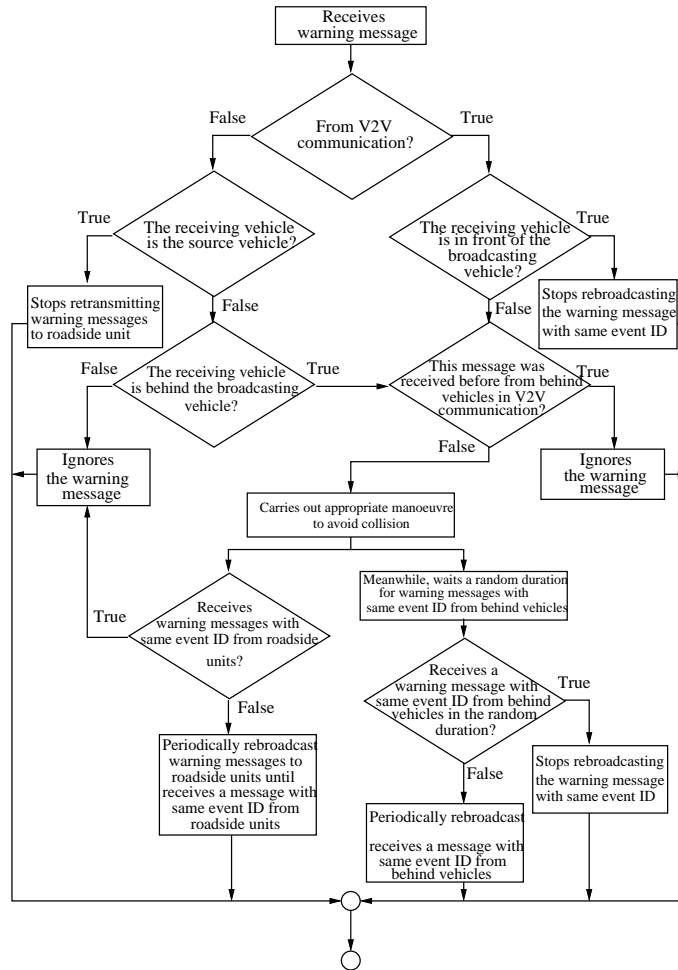 Receives
warning message
False
True
From V2V
communication?
True
The receiving vehicle
is the source vehicle?
The receiving vehicle
is in front of the
broadcasting
vehicle?
True
Stops retransmitting
warning messages
to roadside unit
False
False
Stops rebroadcasting
the warning message
with same event ID
False
The receiving vehicle
is behind the broadcasting
vehicle?
True
This message was
received before from behind
vehicles in V2V
communication?
True
False
Ignores
the warning
message
Ignores
the warning
message
Carries out appropriate manoeuvre
to avoid collision
True
Receives
warning messages with
same event ID from roadside
units?
Meanwhile, waits a random duration
for warning messages with
same event ID from behind vehicles
Receives a
warning message with
same event ID from behind
vehicles in the random
duration?
True
False
Periodically rebroadcast
warning messages to
roadside units until
receives a message with
same event ID from
roadside units
False
Stops rebroadcasting
the warning message
with same event ID
Periodically rebroadcast
receives a message with
same event ID from
behind vehicles